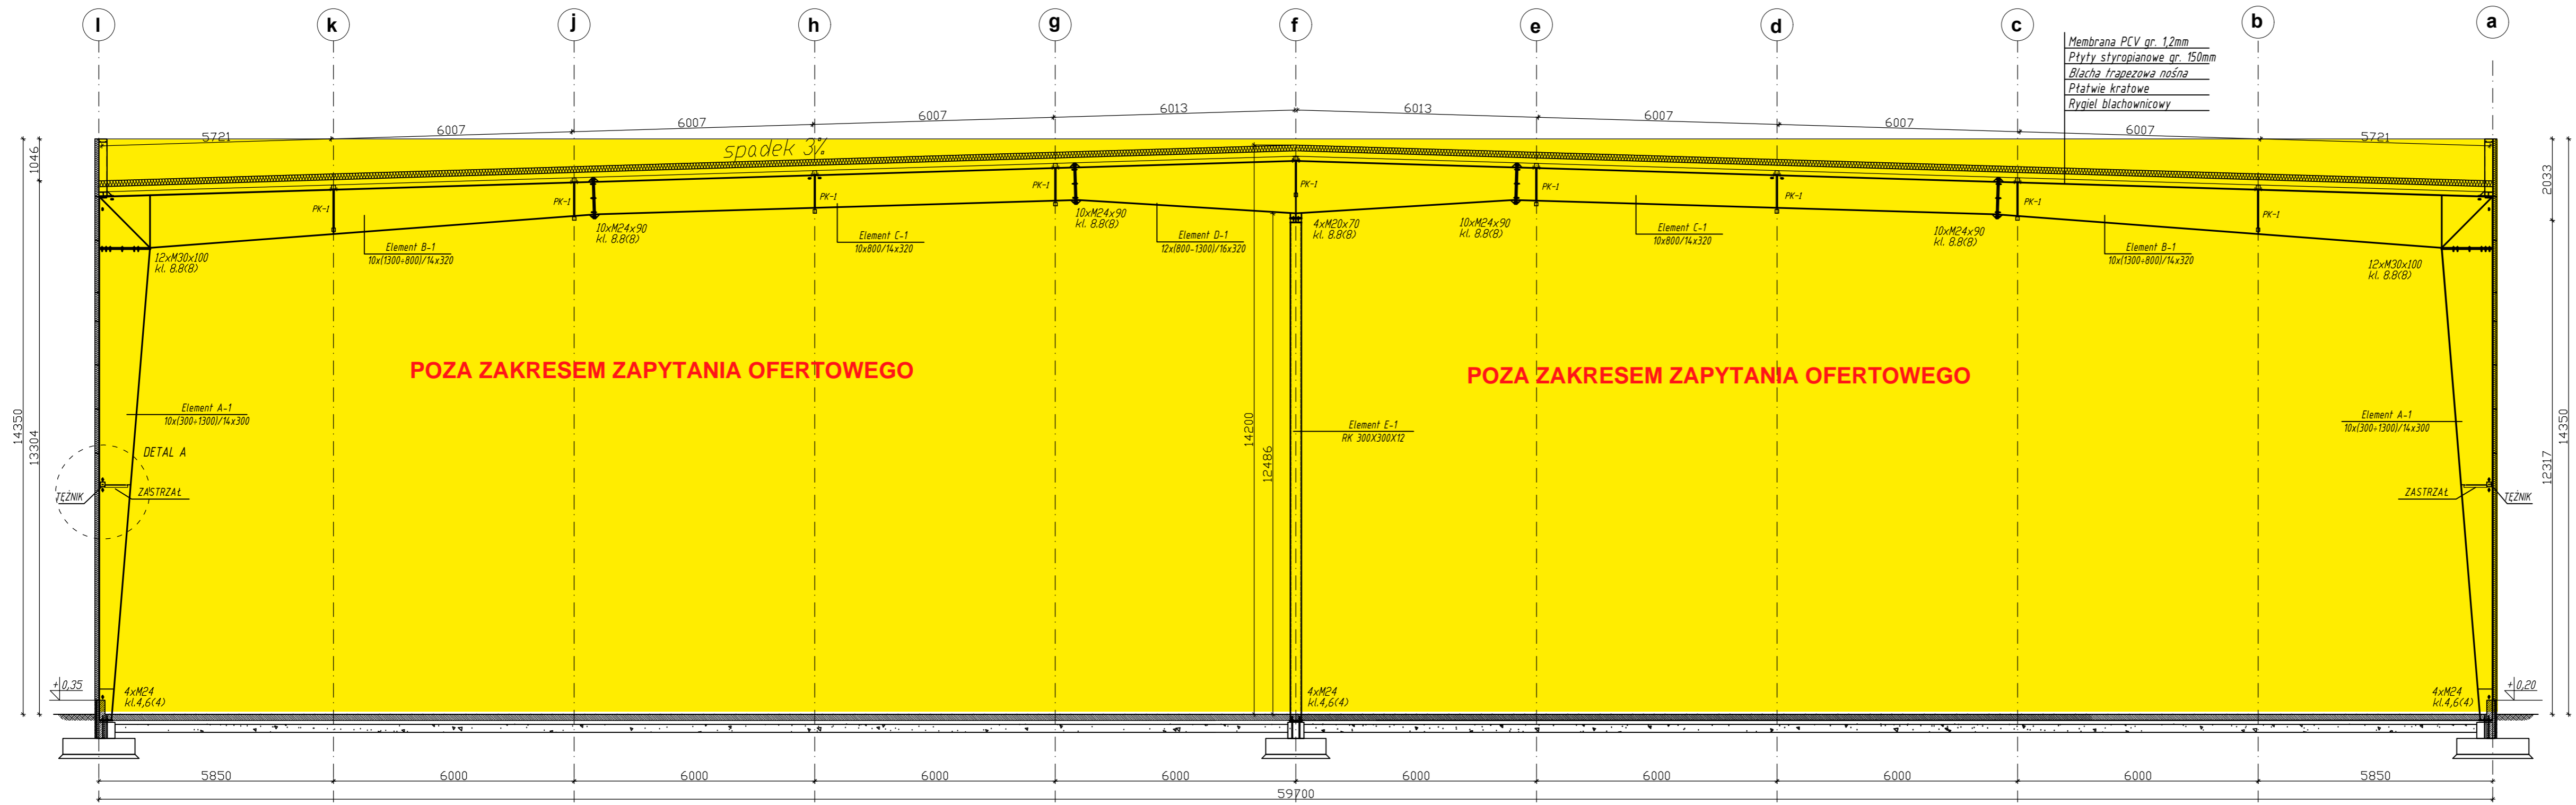 l
k
j
h
g
f
e
d
c
b
a
Membrana PCV gr. 1,2mm
Płyty styropianowe gr. 150mm
Blacha trapezowa nośna
Płatwie kratowe
Rygiel blachownicowy
5721
6007
6007
6007
6013
6013
6007
6007
6007
5721
spadek 3%
1046
14350
13304
2033
14350
12317
PK-1
PK-1
PK-1
PK-1
PK-1
PK-1
PK-1
PK-1
PK-1
12xM30x100
kl. 8.8(8)
Element B-1
10x(1300÷800)/14x320
10xM24x90
kl. 8.8(8)
Element C-1
10x800/14x320
10xM24x90
kl. 8.8(8)
Element D-1
12x(800-1300)/16x320
4xM20x70
kl. 8.8(8)
10xM24x90
kl. 8.8(8)
Element C-1
10x800/14x320
10xM24x90
kl. 8.8(8)
Element B-1
10x(1300÷800)/14x320
12xM30x100
kl. 8.8(8)
POZA ZAKRESEM ZAPYTANIA OFERTOWEGO
POZA ZAKRESEM ZAPYTANIA OFERTOWEGO
Element A-1
10x(300÷1300)/14x300
14200
12486
Element E-1
RK 300X300X12
Element A-1
10x(300÷1300)/14x300
DETAL A
TĘŻNIK
ZASTRZAŁ
ZASTRZAŁ
TĘŻNIK
+0,35
4xM24
kl.4,6(4)
4xM24
kl.4,6(4)
4xM24
kl.4,6(4)
+0,20
5850
6000
6000
6000
6000
6000
6000
6000
6000
5850
59700